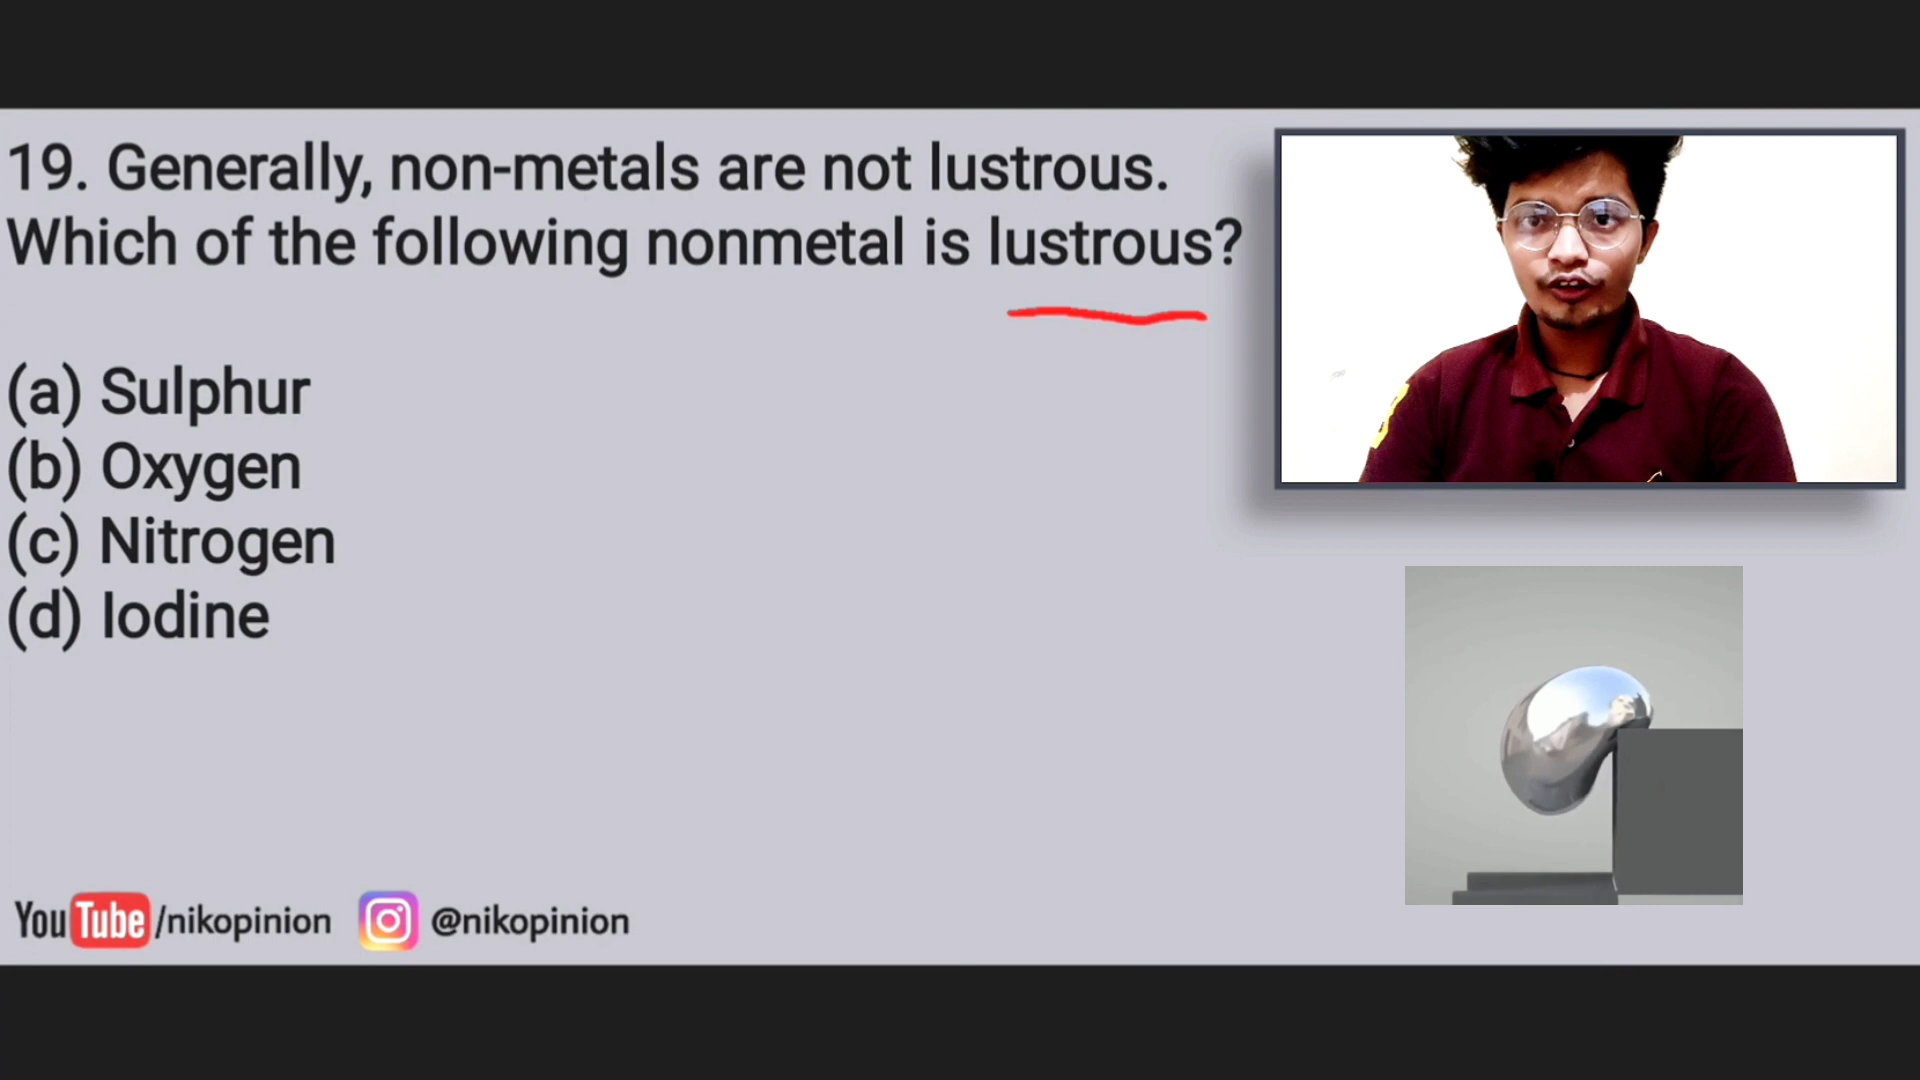 19. Generally, non-metals are not lustrous.
Which of the following nonmetal is lustrous?
(a) Sulphur
(b) Oxygen
(c) Nitrogen
(d) Iodine
YouTube/nikopinion @nikopinion